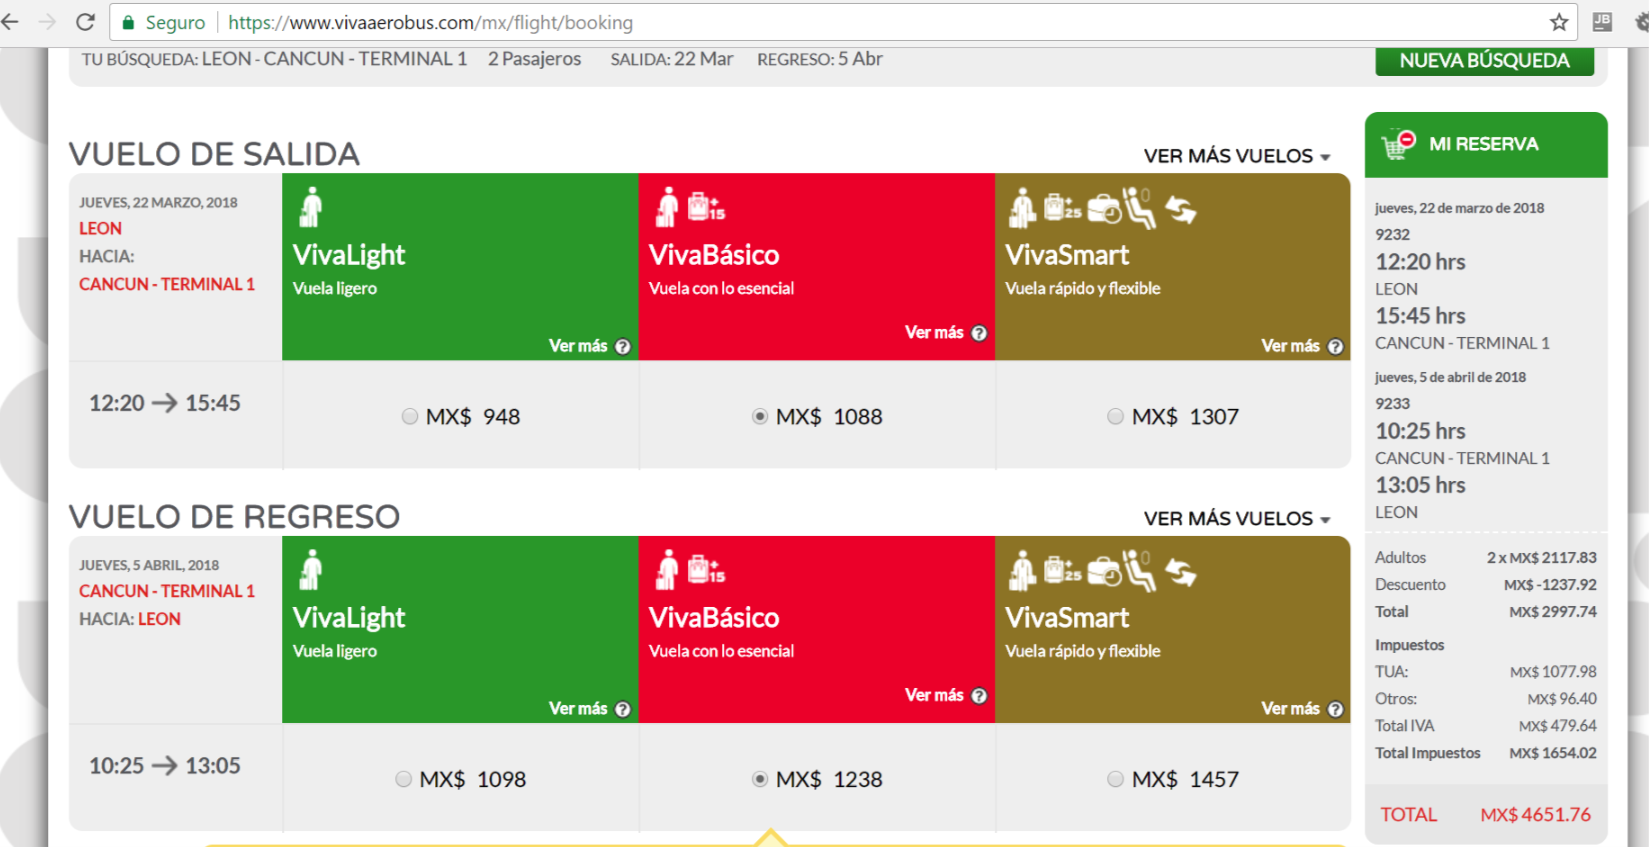 Seguro https://www.vivaaerobus.com/mx/flight/booking
JB
TU BÚSQUEDA: LEON - CANCUN - TERMINAL 1 2 Pasajeros SALIDA: 22 Mar REGRESO: 5 Abr
NUEVA BÚSQUEDA
VUELO DE SALIDA
VER MÁS VUELOS
JUEVES, 22 MARZO, 2018
LEON
HACIA:
CANCUN - TERMINAL 1
VivaLight
Vuela ligero
Ver más ?
+15
VivaBásico
Vuela con lo esencial
Ver más ?
+25
VivaSmart
Vuela rápido y flexible
Ver más ?
12:20 → 15:45
MX$ 948
MX$ 1088
MX$ 1307
VUELO DE REGRESO
VER MÁS VUELOS
JUEVES, 5 ABRIL, 2018
CANCUN - TERMINAL 1
HACIA: LEON
VivaLight
Vuela ligero
Ver más ?
+15
VivaBásico
Vuela con lo esencial
Ver más ?
+25
VivaSmart
Vuela rápido y flexible
Ver más ?
10:25 → 13:05
MX$ 1098
MX$ 1238
MX$ 1457
MI RESERVA
jueves, 22 de marzo de 2018
9232
12:20 hrs
LEON
15:45 hrs
CANCUN - TERMINAL 1
jueves, 5 de abril de 2018
9233
10:25 hrs
CANCUN - TERMINAL 1
13:05 hrs
LEON
Adultos 2 x MX$ 2117.83
Descuento MX$ -1237.92
Total MX$ 2997.74
Impuestos
TUA: MX$ 1077.98
Otros: MX$ 96.40
Total IVA MX$ 479.64
Total Impuestos MX$ 1654.02
TOTAL MX$ 4651.76